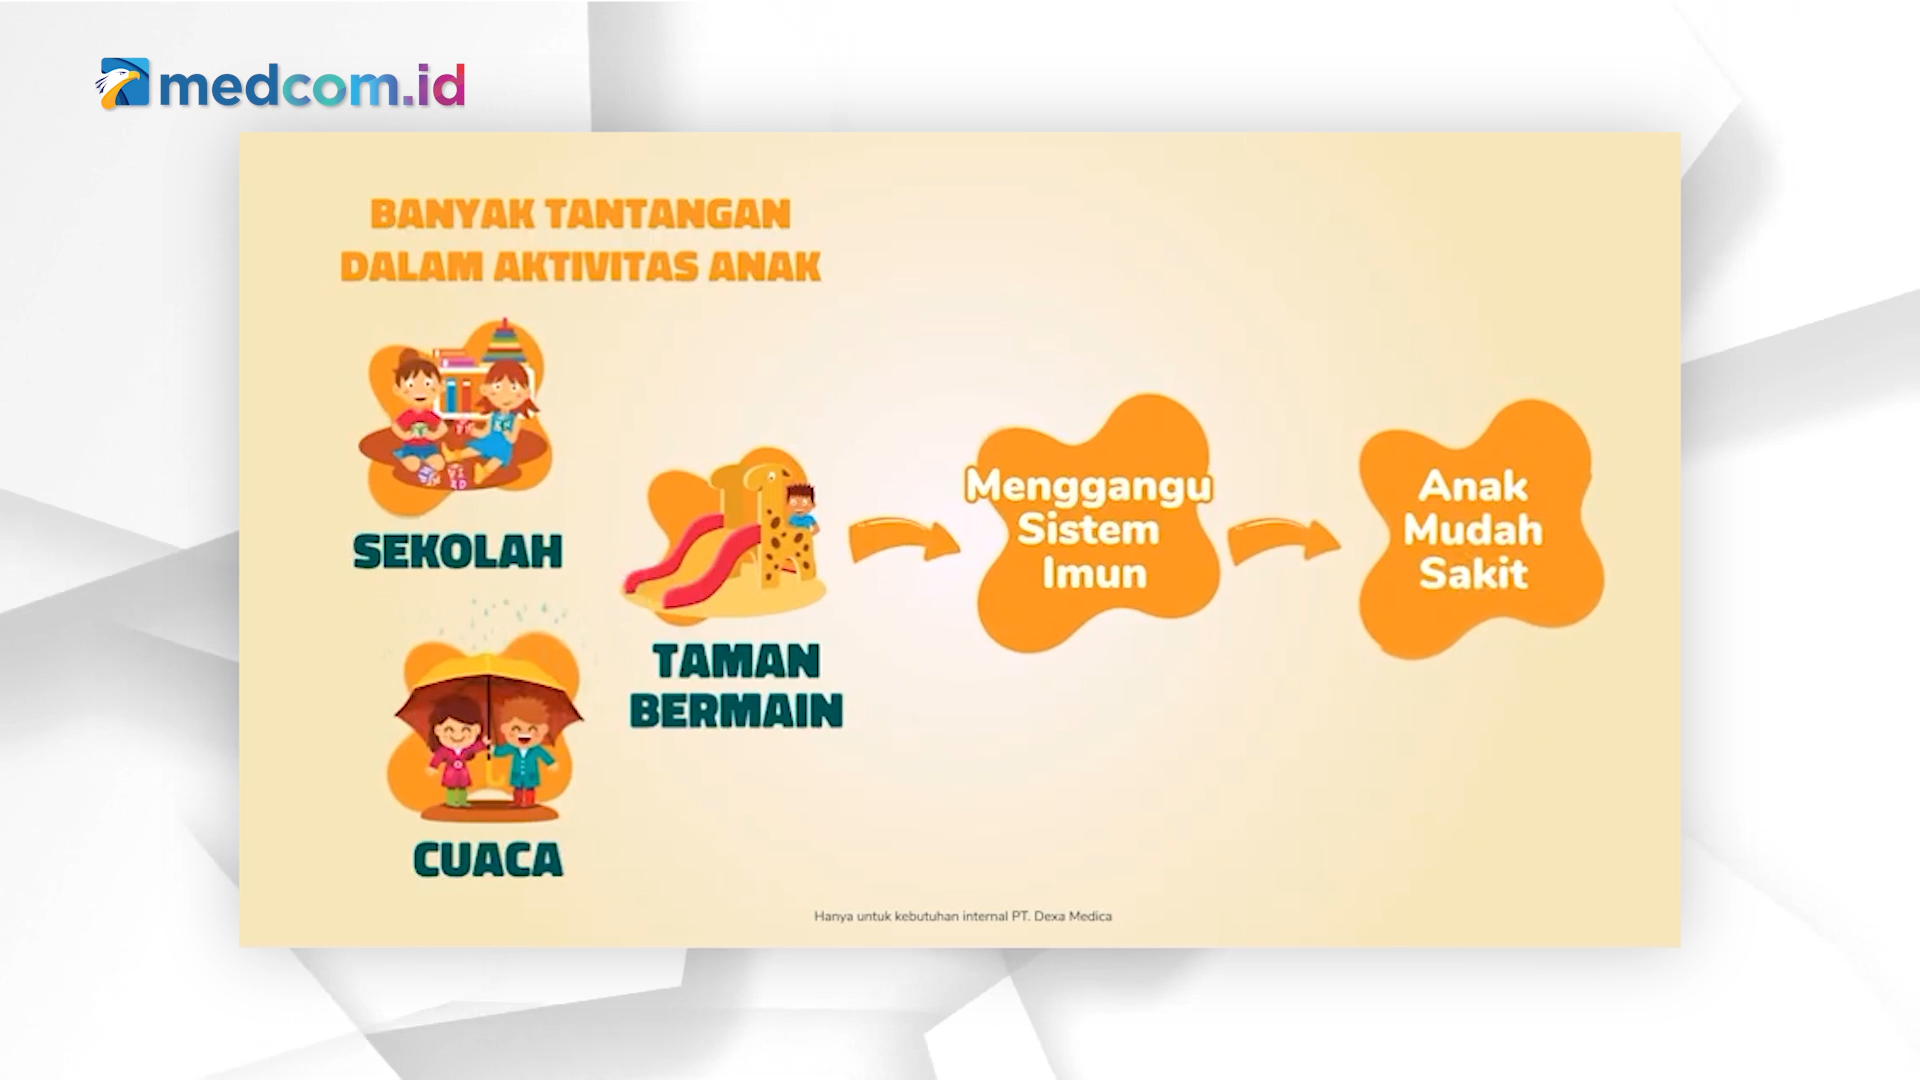 medcom.id
BANYAK TANTANGAN
DALAM AKTIVITAS ANAK
SEKOLAH
TAMAN
BERMAIN
CUACA
Menggangu
Sistem
Imun
Anak
Mudah
Sakit
Hanya untuk kebutuhan internal PT. Dexa Medica